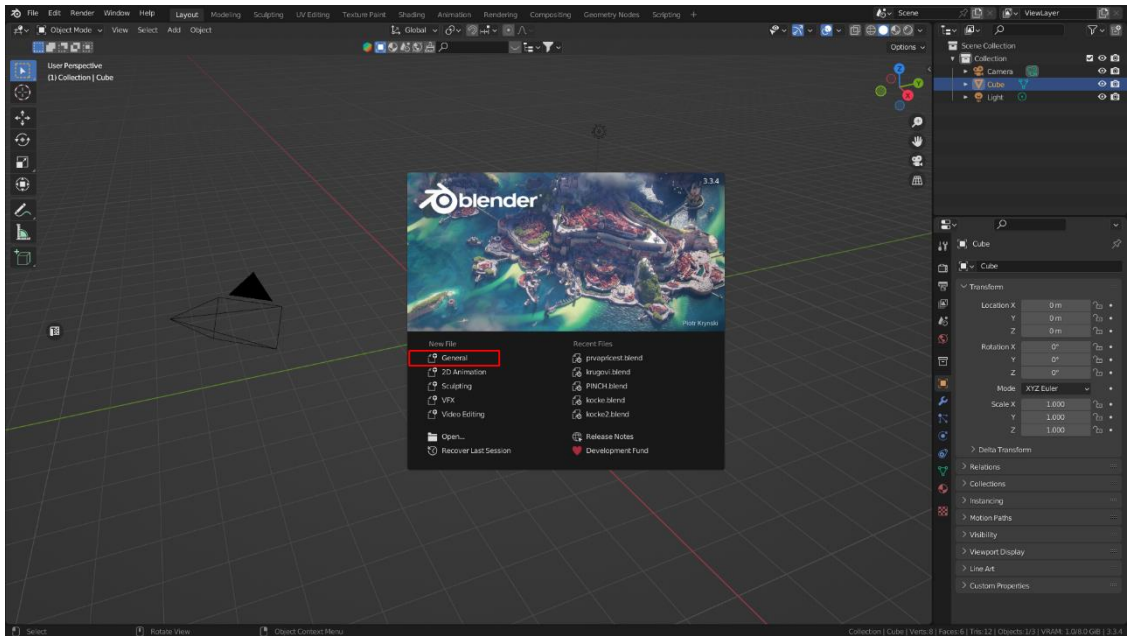 File Edit Render Window Help Layout Modeling Sculpting UV Editing Texture Paint Shading Animation Rendering Compositing Geometry Nodes Scripting + Scene ViewLayer
Object Mode View Select Add Object Global
Options
User Perspective
(1) Collection | Cube
Scene Collection
Collection
Camera
Cube
Light
Z
Y
X
blender
3.3.4
Piotr Krynski
New File
General
2D Animation
Sculpting
VFX
Video Editing
Open...
Recover Last Session
Recent Files
prvapricest.blend
krugovi.blend
PINCH.blend
kocke.blend
kocke2.blend
Release Notes
Development Fund
Cube
Cube
Transform
Location X 0 m
Y 0 m
Z 0 m
Rotation X 0°
Y 0°
Z 0°
Mode XYZ Euler
Scale X 1.000
Y 1.000
Z 1.000
Delta Transform
Relations
Collections
Instancing
Motion Paths
Visibility
Viewport Display
Line Art
Custom Properties
Select Rotate View Object Context Menu Collection | Cube | Verts:8 | Faces:6 | Tris:12 | Objects:1/3 | VRAM: 1.0/8.0 GiB | 3.3.4